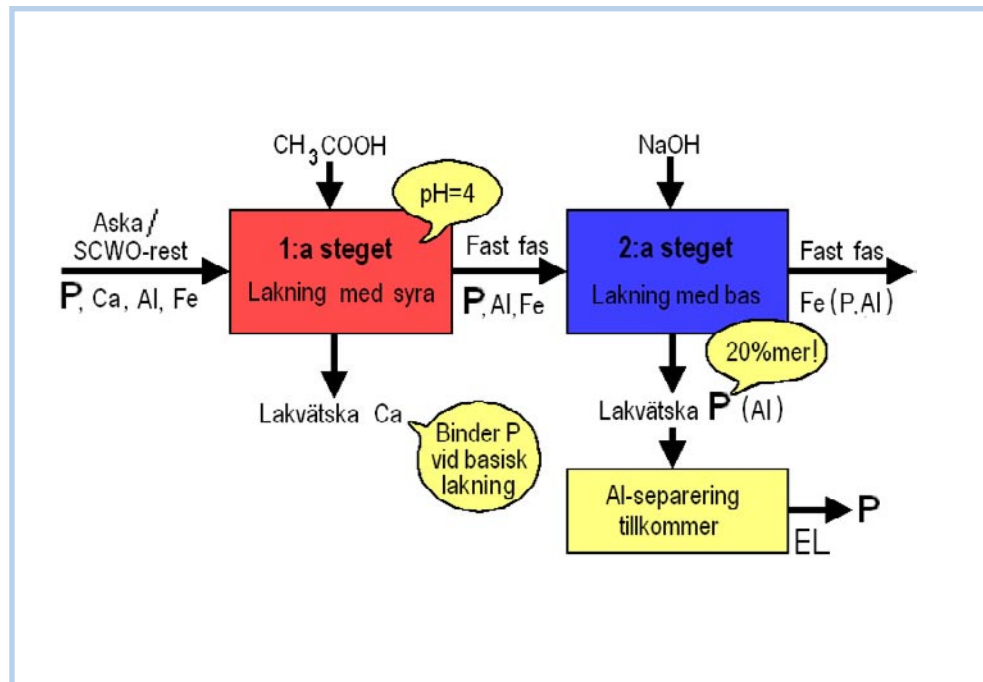 CH3COOH
NaOH
pH=4
Aska/
SCWO-rest
P, Ca, Al, Fe
1:a steget
Lakning med syra
Fast fas
P, Al, Fe
2:a steget
Lakning med bas
Fast fas
Fe (P, Al)
20%mer!
Lakvätska Ca
Binder P
vid basisk
lakning
Lakvätska P (Al)
Al-separering
tillkommer
EL
P